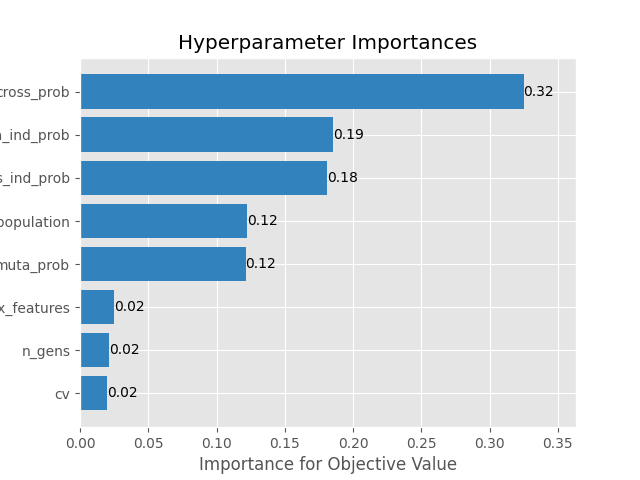 Hyperparameter Importances
cross_prob
0.32
_ind_prob
0.19
s_ind_prob
0.18
population
0.12
muta_prob
0.12
x_features
0.02
n_gens
0.02
cv
0.02
0.00 0.05 0.10 0.15 0.20 0.25 0.30 0.35
Importance for Objective Value